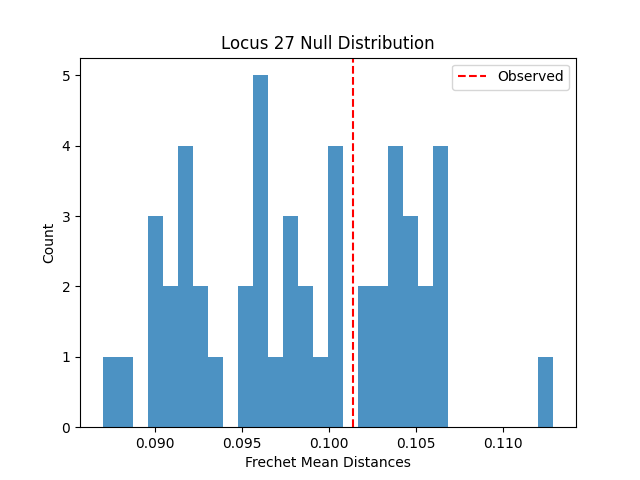 Locus 27 Null Distribution
Observed
5
4
3
2
1
0
Count
0.090 0.095 0.100 0.105 0.110
Frechet Mean Distances